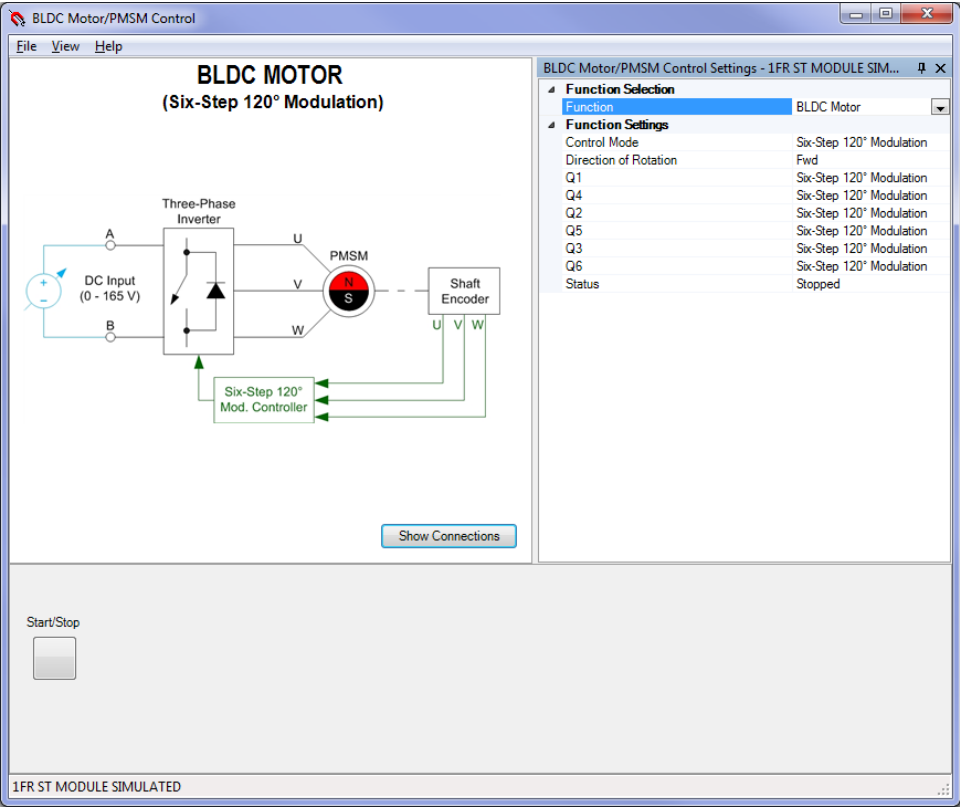 BLDC Motor/PMSM Control
File View Help
BLDC MOTOR
(Six-Step 120° Modulation)
Three-Phase
Inverter
A
U
PMSM
DC Input
(0 - 165 V)
+
−
V
N
S
Shaft
Encoder
B
W
U V W
Six-Step 120°
Mod. Controller
Show Connections
BLDC Motor/PMSM Control Settings - 1FR ST MODULE SIM...
Function Selection
Function BLDC Motor
Function Settings
Control Mode Six-Step 120° Modulation
Direction of Rotation Fwd
Q1 Six-Step 120° Modulation
Q4 Six-Step 120° Modulation
Q2 Six-Step 120° Modulation
Q5 Six-Step 120° Modulation
Q3 Six-Step 120° Modulation
Q6 Six-Step 120° Modulation
Status Stopped
Start/Stop
1FR ST MODULE SIMULATED